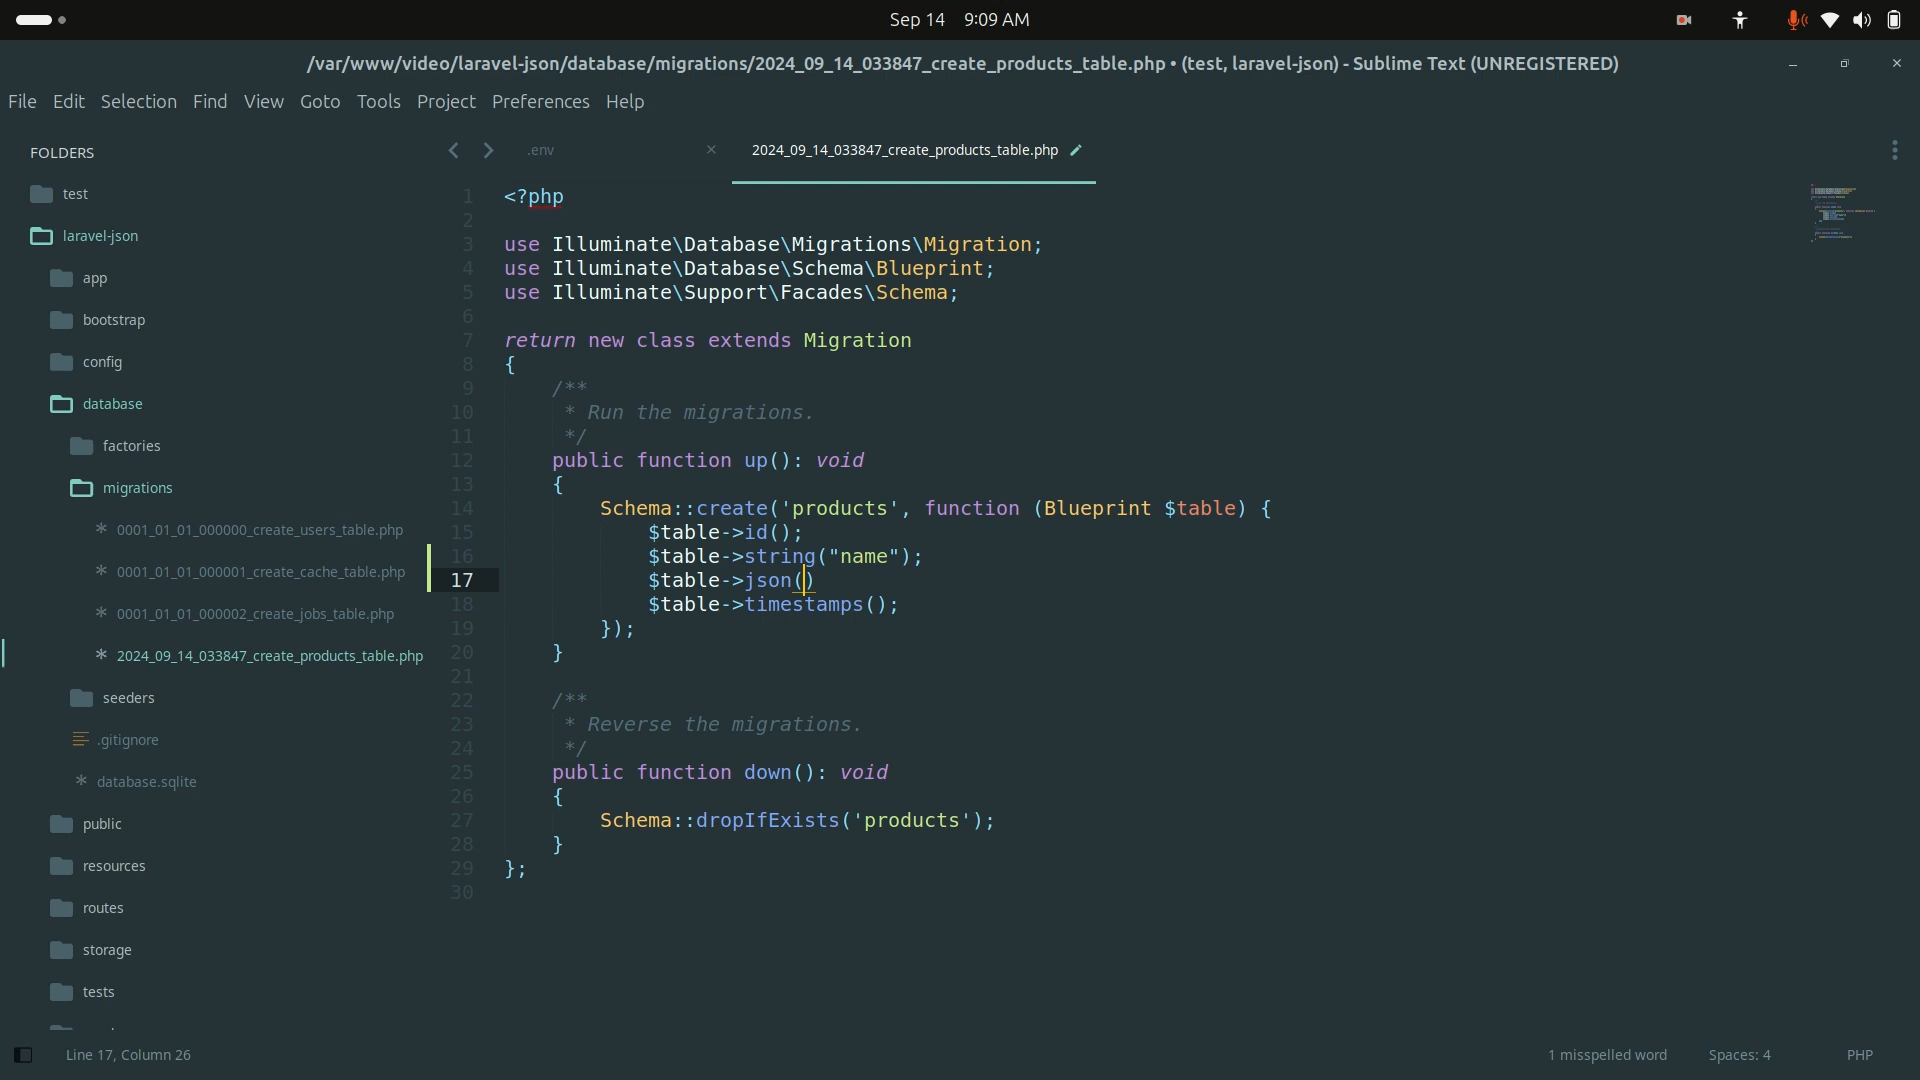 Sep 14 9:09 AM
/var/www/video/laravel-json/database/migrations/2024_09_14_033847_create_products_table.php • (test, laravel-json) - Sublime Text (UNREGISTERED)
File Edit Selection Find View Goto Tools Project Preferences Help
FOLDERS
test
laravel-json
app
bootstrap
config
database
factories
migrations
* 0001_01_01_000000_create_users_table.php
* 0001_01_01_000001_create_cache_table.php
* 0001_01_01_000002_create_jobs_table.php
* 2024_09_14_033847_create_products_table.php
seeders
.gitignore
* database.sqlite
public
resources
routes
storage
tests
.env
2024_09_14_033847_create_products_table.php
1 <?php
2
3 use Illuminate\Database\Migrations\Migration;
4 use Illuminate\Database\Schema\Blueprint;
5 use Illuminate\Support\Facades\Schema;
6
7 return new class extends Migration
8 {
9     /**
10      * Run the migrations.
11      */
12     public function up(): void
13     {
14         Schema::create('products', function (Blueprint $table) {
15             $table->id();
16             $table->string("name");
17             $table->json()
18             $table->timestamps();
19         });
20     }
21
22     /**
23      * Reverse the migrations.
24      */
25     public function down(): void
26     {
27         Schema::dropIfExists('products');
28     }
29 };
30
Line 17, Column 26
1 misspelled word
Spaces: 4
PHP